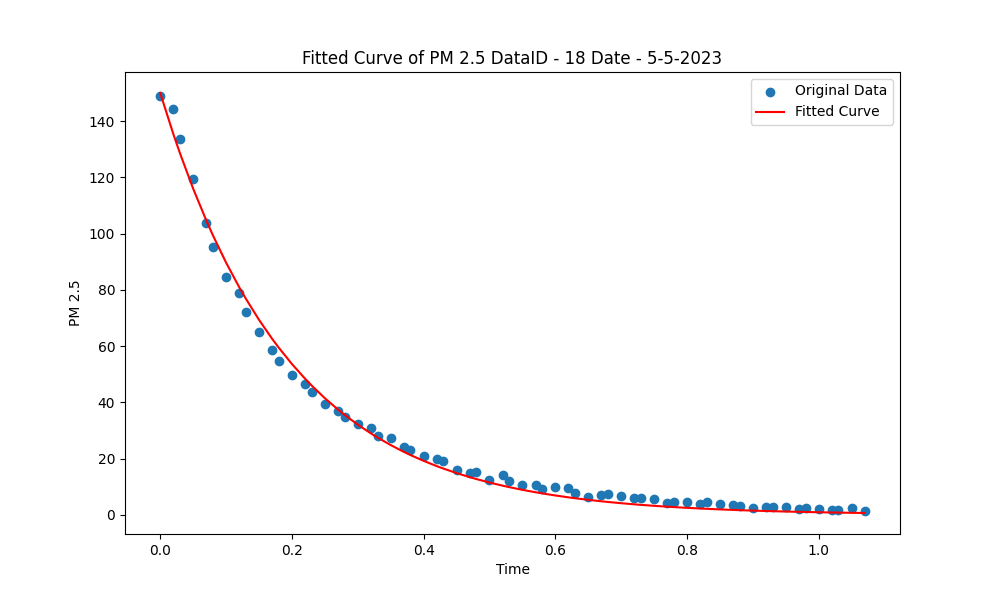 Fitted Curve of PM 2.5 DataID - 18 Date - 5-5-2023
Original Data
Fitted Curve
PM 2.5
140
120
100
80
60
40
20
0
0.0 0.2 0.4 0.6 0.8 1.0
Time